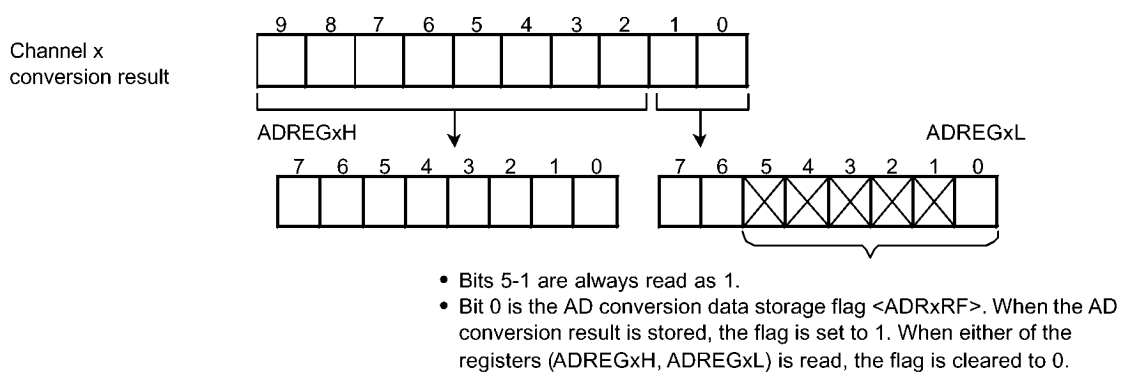 9 8 7 6 5 4 3 2 1 0
Channel x
conversion result
ADREGxH ADREGxL
7 6 5 4 3 2 1 0 7 6 5 4 3 2 1 0
• Bits 5-1 are always read as 1.
• Bit 0 is the AD conversion data storage flag <ADRxRF>. When the AD
conversion result is stored, the flag is set to 1. When either of the
registers (ADREGxH, ADREGxL) is read, the flag is cleared to 0.